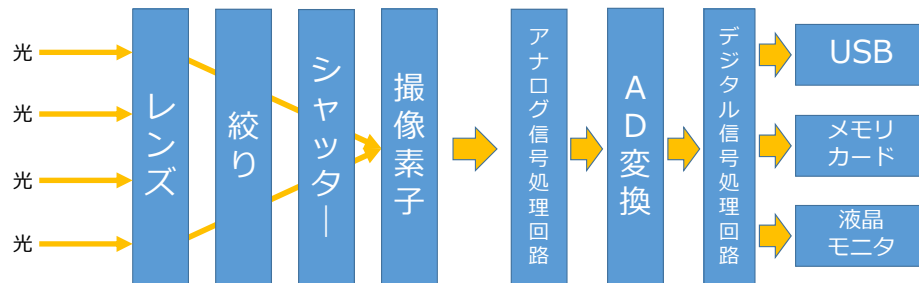 光
光
光
光
レンズ
絞り
シャッター
撮像素子
アナログ信号処理回路
AD変換
デジタル信号処理回路
USB
メモリ
カード
液晶
モニタ